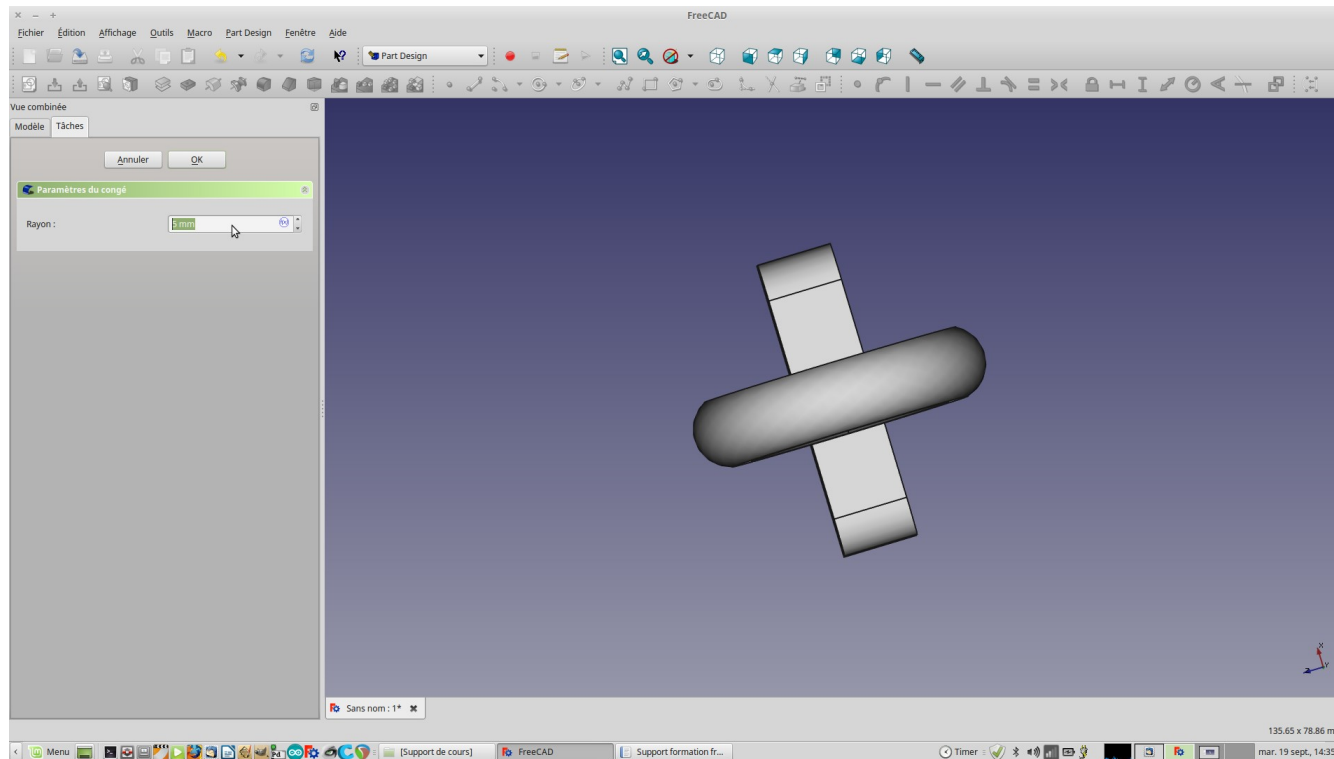 FreeCAD
Fichier Édition Affichage Outils Macro Part Design Fenêtre Aide
Part Design
Vue combinée
Modèle Tâches
Annuler OK
Paramètres du congé
Rayon : 5 mm
X
Y
Z
Sans nom : 1*
135.65 x 78.86 m
Menu [Support de cours] FreeCAD Support formation fr... Timer mar. 19 sept., 14:35